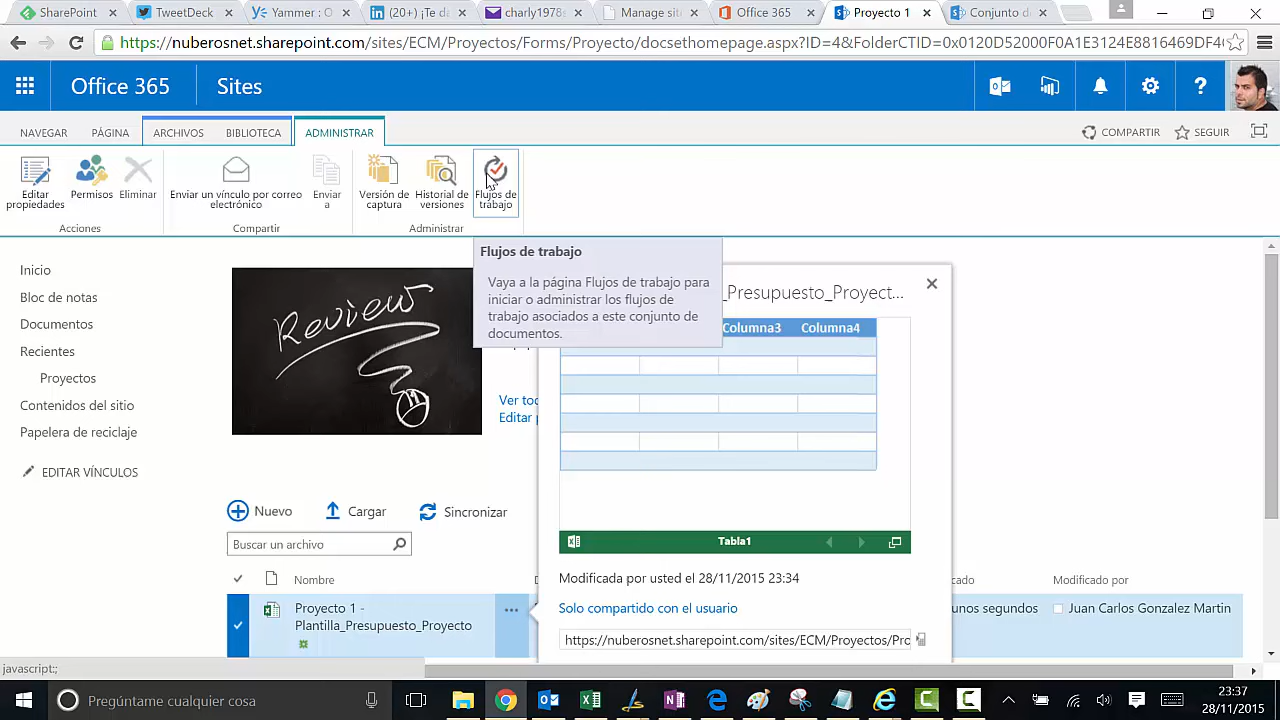 SharePoint
TweetDeck
Yammer : O
(20+) ¡Te d
charly1978s
Manage site
Office 365
Proyecto 1
Conjunto d
https://nuberosnet.sharepoint.com/sites/ECM/Proyectos/Forms/Proyecto/docsethomepage.aspx?ID=4&FolderCTID=0x0120D52000F0A1E3124E8816469DF4
Office 365
Sites
?
NAVEGAR
PÁGINA
ARCHIVOS
BIBLIOTECA
ADMINISTRAR
COMPARTIR
SEGUIR
Editar
propiedades
Permisos
Eliminar
Enviar un vínculo por correo
electrónico
Enviar
a
Versión de
captura
Historial de
versiones
Flujos de
trabajo
Acciones
Compartir
Administrar
Flujos de trabajo
Vaya a la página Flujos de trabajo para
iniciar o administrar los flujos de
trabajo asociados a este conjunto de
documentos.
Inicio
Bloc de notas
Documentos
Recientes
Proyectos
Contenidos del sitio
Papelera de reciclaje
EDITAR VÍNCULOS
Review
_Presupuesto_Proyect...
Columna3
Columna4
Ver tod
Editar p
Nuevo
Cargar
Sincronizar
Buscar un archivo
Tabla1
Modificada por usted el 28/11/2015 23:34
Solo compartido con el usuario
https://nuberosnet.sharepoint.com/sites/ECM/Proyectos/Pro
Nombre
cado
Modificado por
Proyecto 1 -
Plantilla_Presupuesto_Proyecto
...
unos segundos
Juan Carlos Gonzalez Martin
javascript:;
Pregúntame cualquier cosa
23:37
28/11/2015